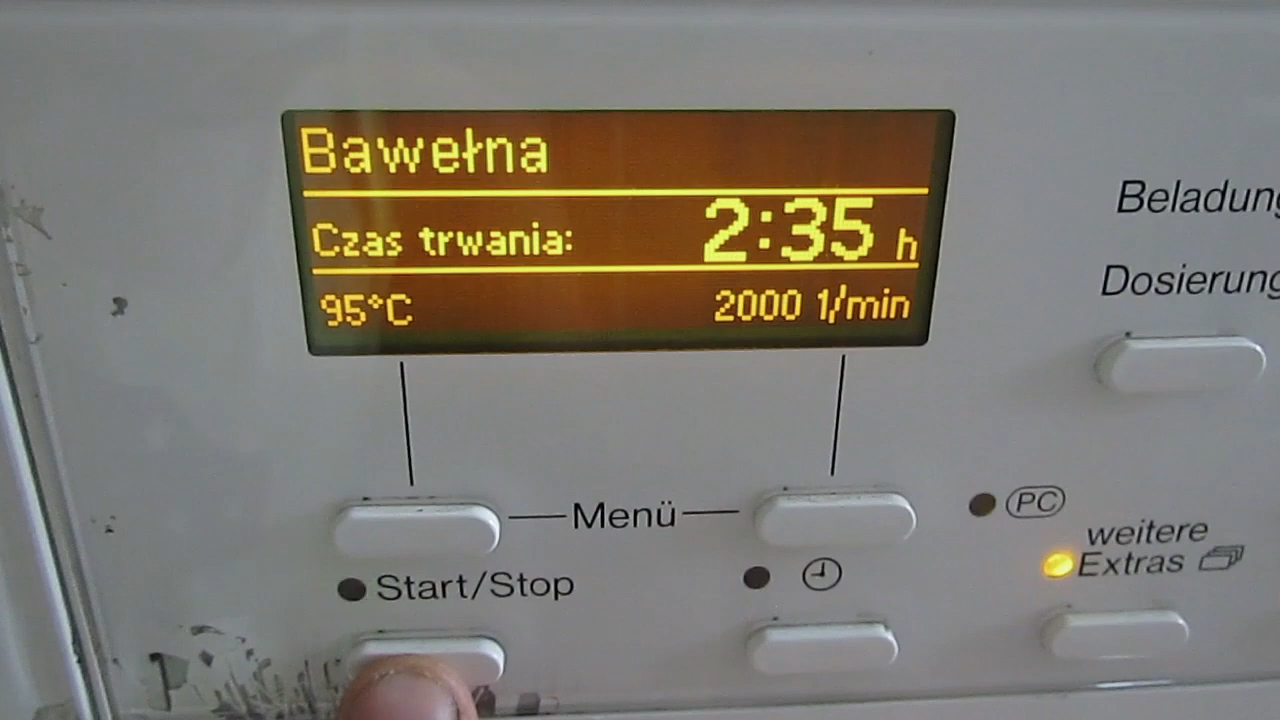 Bawełna
Czas trwania: 2:35 h
95°C 2000 1/min
Beladung
Dosierung
Menü
PC
weitere
Extras
Start/Stop